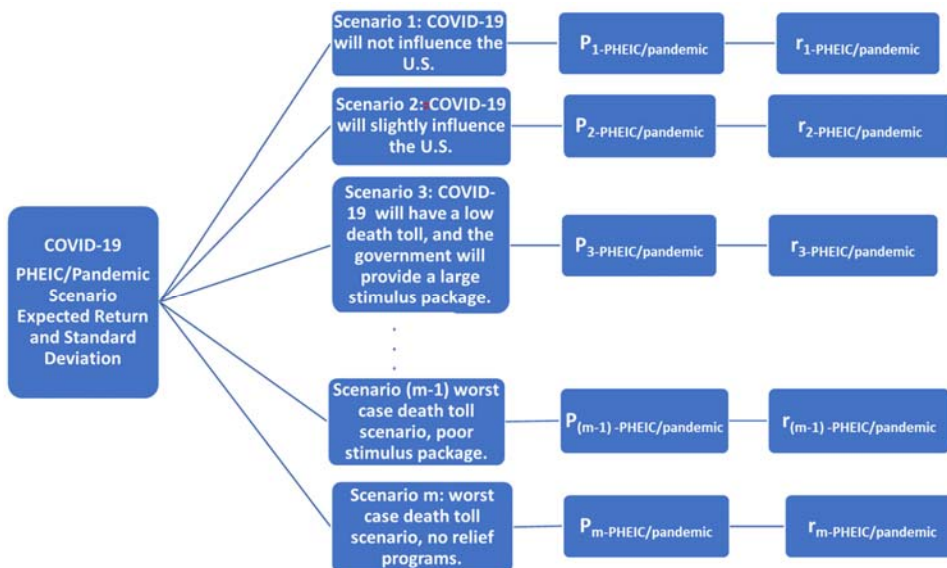 COVID-19
PHEIC/Pandemic
Scenario
Expected Return
and Standard
Deviation
Scenario 1: COVID-19
will not influence the
U.S.
P1-PHEIC/pandemic
r1-PHEIC/pandemic
Scenario 2: COVID-19
will slightly influence
the U.S.
P2-PHEIC/pandemic
r2-PHEIC/pandemic
Scenario 3: COVID-
19 will have a low
death toll, and the
government will
provide a large
stimulus package.
P3-PHEIC/pandemic
r3-PHEIC/pandemic
Scenario (m-1) worst
case death toll
scenario, poor
stimulus package.
P(m-1) -PHEIC/pandemic
r(m-1) -PHEIC/pandemic
Scenario m: worst
case death toll
scenario, no relief
programs.
Pm-PHEIC/pandemic
rm-PHEIC/pandemic